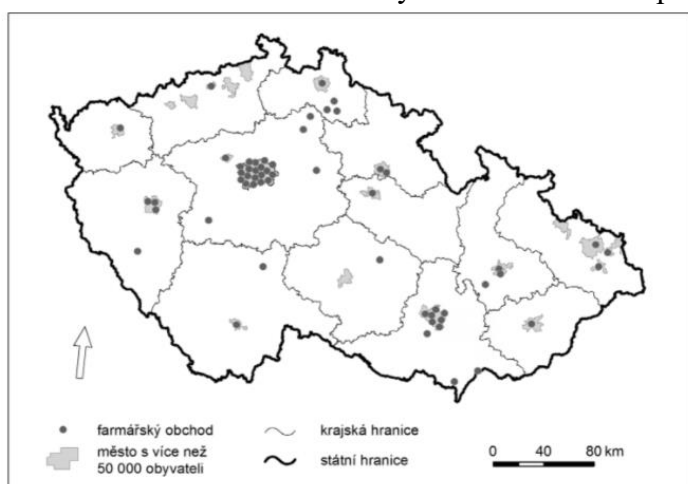 farmářský obchod
město s více než
50 000 obyvateli
krajská hranice
státní hranice
0 40 80 km